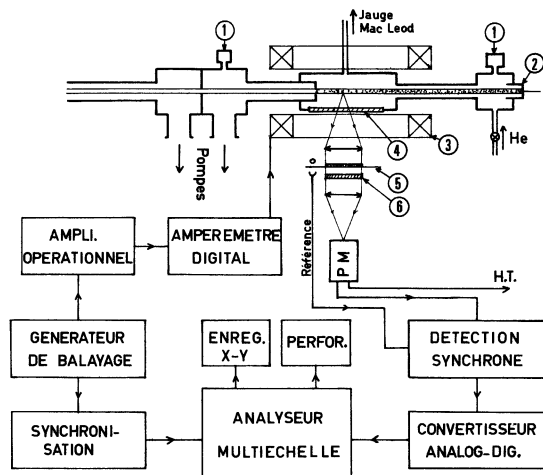 Jauge
Mac Leod
1
1
2
He
4
3
5
6
Pompes
Référence
PM
H.T.
AMPLI.
OPERATIONNEL
AMPEREMETRE
DIGITAL
GENERATEUR
DE BALAYAGE
ENREG.
X-Y
PERFOR.
DETECTION
SYNCHRONE
SYNCHRONI-
SATION
ANALYSEUR
MULTIECHELLE
CONVERTISSEUR
ANALOG-DIG.